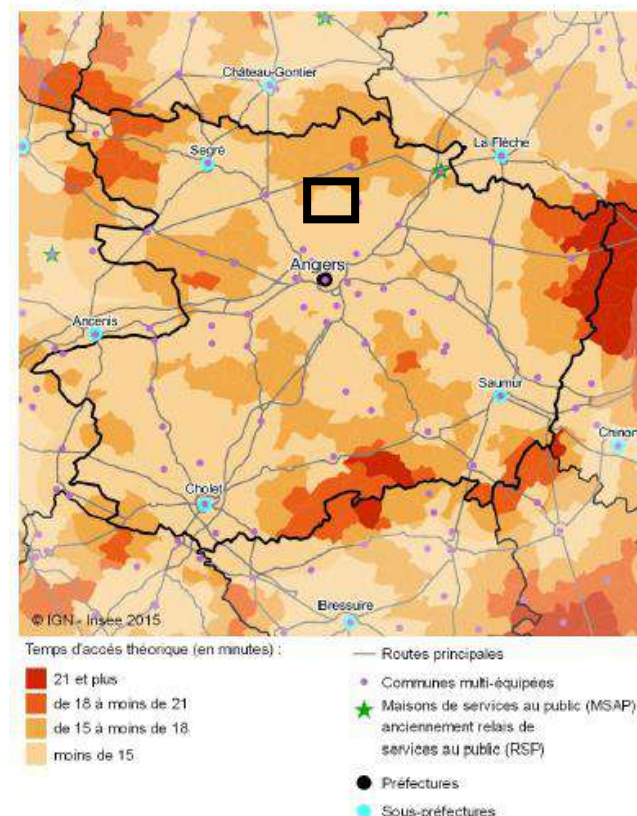 Château-Gontier
La Flèche
Segré
Angers
Ancenis
Saumur
Chinon
Cholet
Bressuire
© IGN - Insee 2015
Temps d'accés théorique (en minutes) :
21 et plus
de 18 à moins de 21
de 15 à moins de 18
moins de 15
Routes principales
Communes multi-équipées
Maisons de services au public (MSAP)
anciennement relais de
services au public (RSP)
Préfectures
Sous-préfectures